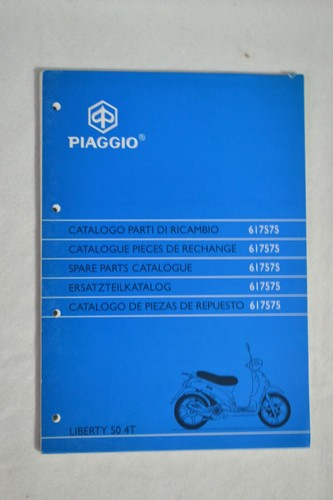 PIAGGIO®
CATALOGO PARTI DI RICAMBIO 617575
CATALOGUE PIECES DE RECHANGE 617575
SPARE PARTS CATALOGUE 617575
ERSATZTEILKATALOG 617575
CATALOGO DE PIEZAS DE REPUESTO 617575
LIBERTY 50 4T